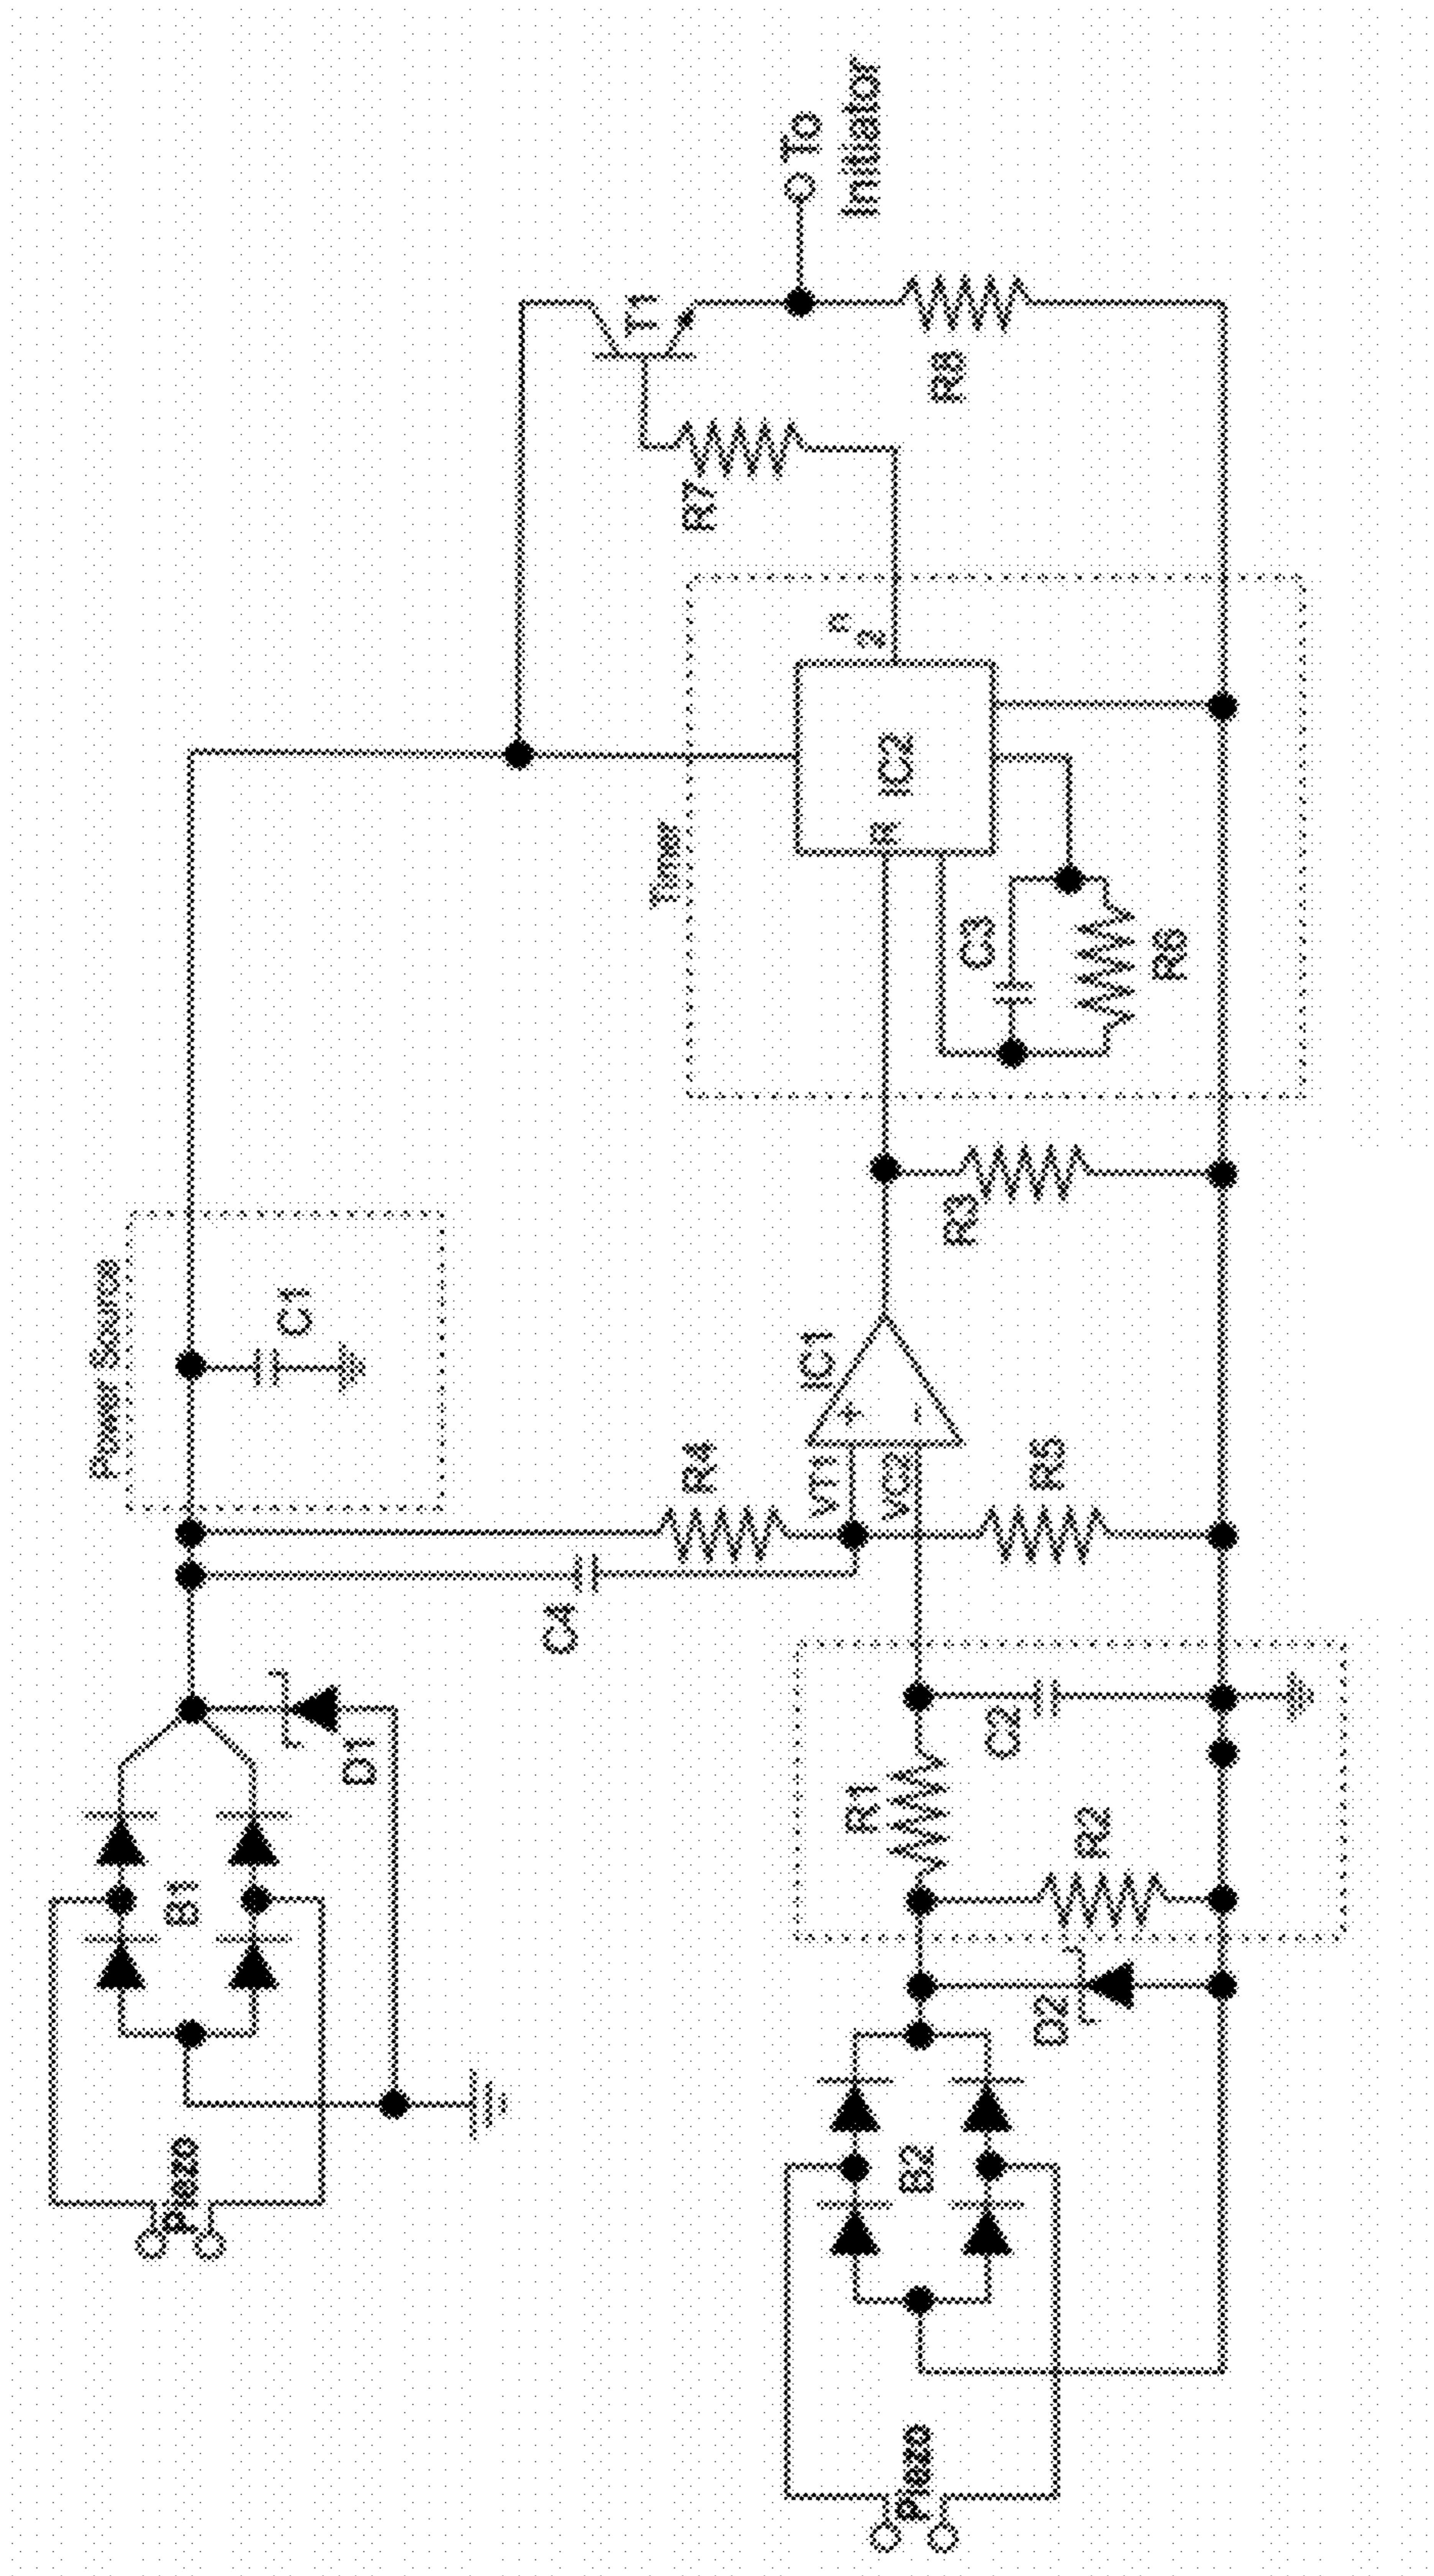 Power Source
C1
D1
B1
Piezo
C4
R4
VT1
VC2
IC1
+
-
R5
R3
Timer
R
IC2
2
n
C3
R6
R7
T1
To
Initiator
R8
R1
C2
R2
D2
B2
Piezo